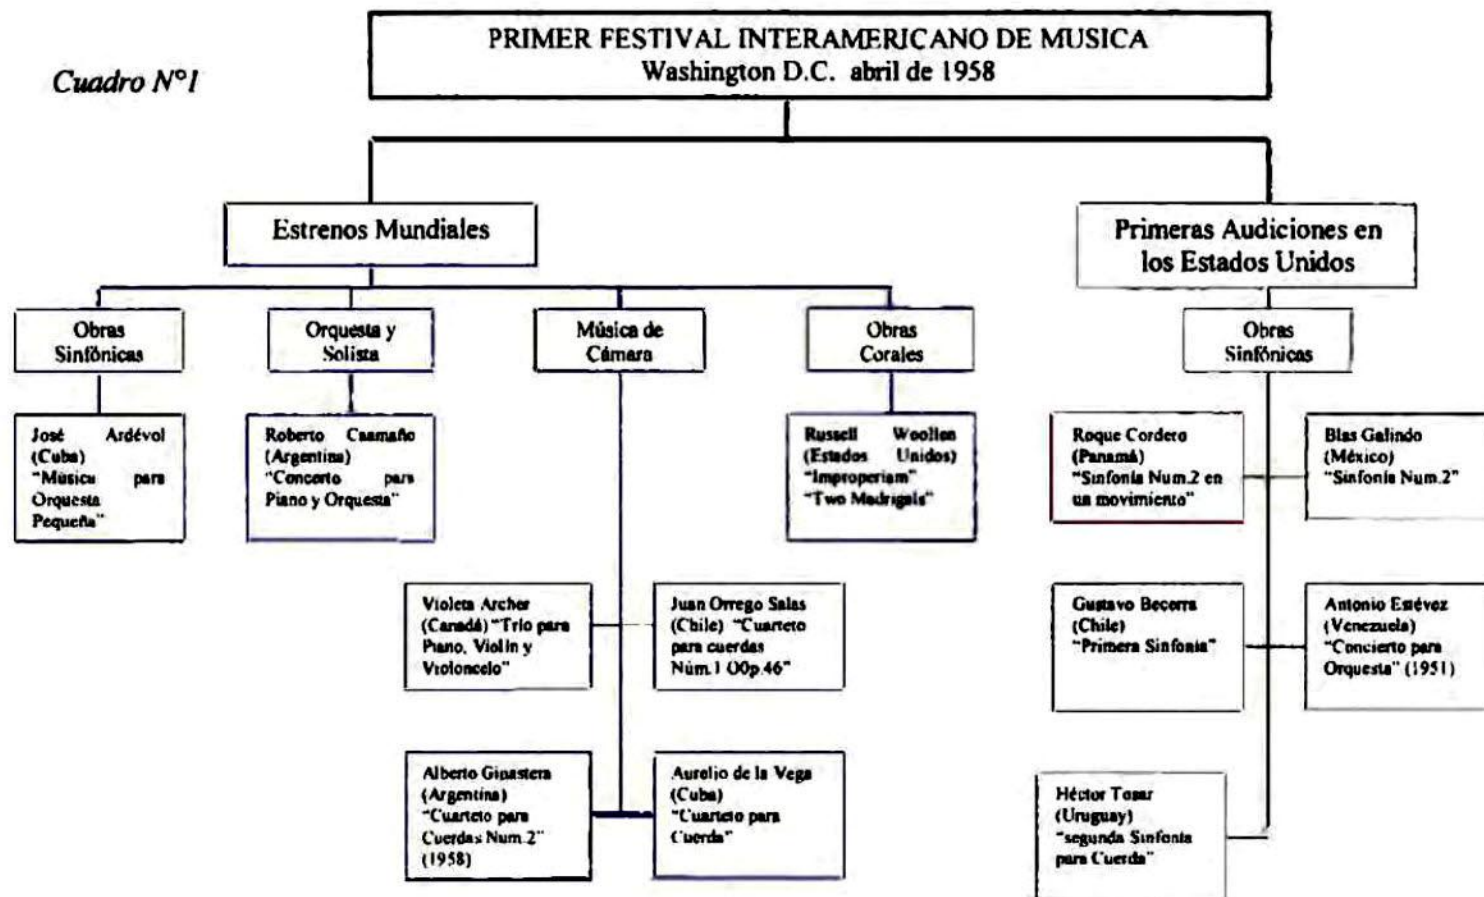 Cuadro N°1
PRIMER FESTIVAL INTERAMERICANO DE MUSICA
Washington D.C. abril de 1958
Estrenos Mundiales
Primeras Audiciones en
los Estados Unidos
Obras
Sinfónicas
Orquesta y
Solista
Música de
Cámara
Obras
Corales
Obras
Sinfónicas
José Ardévol
(Cuba)
"Música para
Orquesta
Pequeña"
Roberto Caamaño
(Argentina)
"Concerto para
Piano y Orquesta"
Russell Woollen
(Estados Unidos)
"Improperiam"
"Two Madrigals"
Roque Cordero
(Panamá)
"Sinfonía Num.2 en
un movimiento"
Blas Galindo
(México)
"Sinfonía Num.2"
Violeta Archer
(Canadá) "Trío para
Piano, Violín y
Violoncelo"
Juan Orrego Salas
(Chile) "Cuarteto
para cuerdas
Núm.1 O0p.46"
Gustavo Becerra
(Chile)
"Primera Sinfonía"
Antonio Estévez
(Venezuela)
"Concierto para
Orquesta" (1951)
Alberto Ginastera
(Argentina)
"Cuarteto para
Cuerdas Num.2"
(1958)
Aurelio de la Vega
(Cuba)
"Cuarteto para
Cuerda"
Héctor Tosar
(Uruguay)
"segunda Sinfonía
para Cuerda"